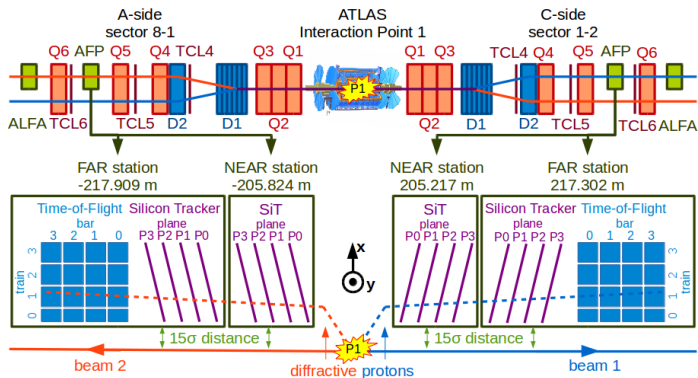 A-side
sector 8-1
ATLAS
Interaction Point 1
C-side
sector 1-2
Q6 AFP Q5 Q4 TCL4 Q3 Q1 Q1 Q3 TCL4 Q4 Q5 AFP Q6
P1
ALFA TCL6 TCL5 D2 D1 Q2 Q2 D1 D2 TCL5 TCL6 ALFA
FAR station
-217.909 m
NEAR station
-205.824 m
NEAR station
205.217 m
FAR station
217.302 m
Time-of-Flight
bar
3 2 1 0
train
3
2
1
0
Silicon Tracker
plane
P3 P2 P1 P0
SiT
plane
P3 P2 P1 P0
x
y
SiT
plane
P0 P1 P2 P3
Silicon Tracker
plane
P0 P1 P2 P3
Time-of-Flight
bar
0 1 2 3
3
2
1
0
train
15σ distance
15σ distance
P1
beam 2
diffractive protons
beam 1